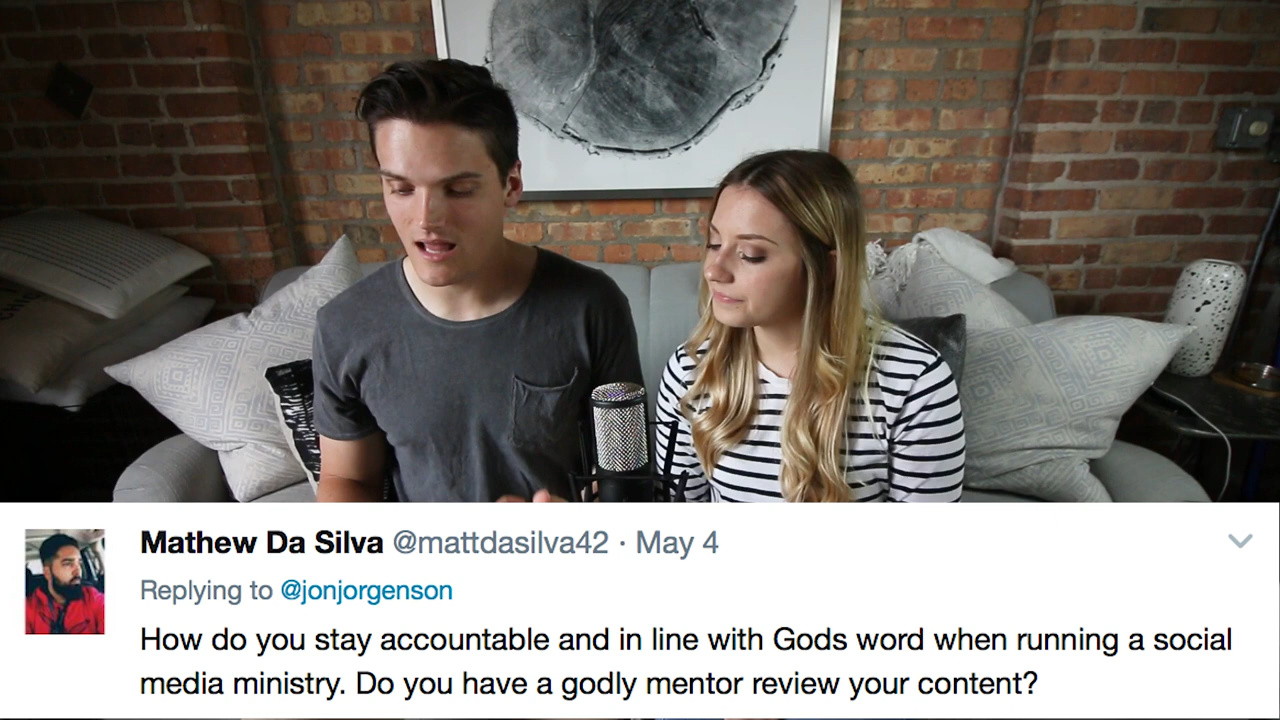 Mathew Da Silva @mattdasilva42 · May 4
Replying to @jonjorgenson
How do you stay accountable and in line with Gods word when running a social
media ministry. Do you have a godly mentor review your content?